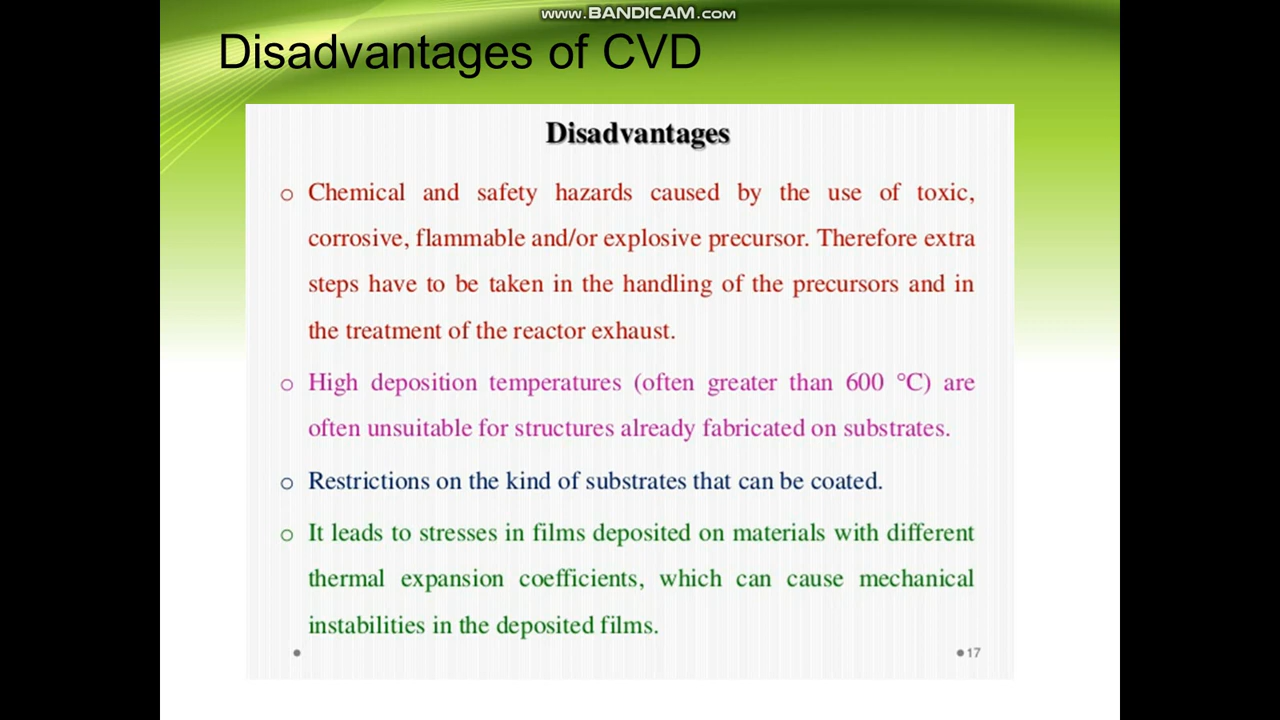 www.BANDICAM.com
Disadvantages of CVD
Disadvantages
o Chemical and safety hazards caused by the use of toxic,
corrosive, flammable and/or explosive precursor. Therefore extra
steps have to be taken in the handling of the precursors and in
the treatment of the reactor exhaust.
o High deposition temperatures (often greater than 600 °C) are
often unsuitable for structures already fabricated on substrates.
o Restrictions on the kind of substrates that can be coated.
o It leads to stresses in films deposited on materials with different
thermal expansion coefficients, which can cause mechanical
instabilities in the deposited films.
• •17